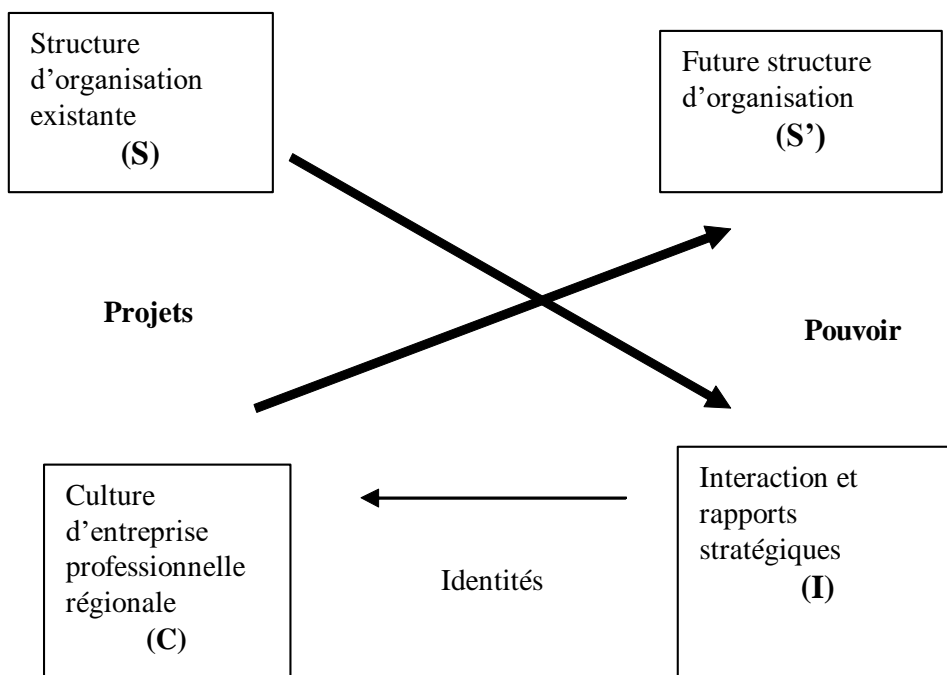 Structure
d’organisation
existante
(S)
Future structure
d’organisation
(S’)
Projets
Pouvoir
Culture
d’entreprise
professionnelle
régionale
(C)
Identités
Interaction et
rapports
stratégiques
(I)